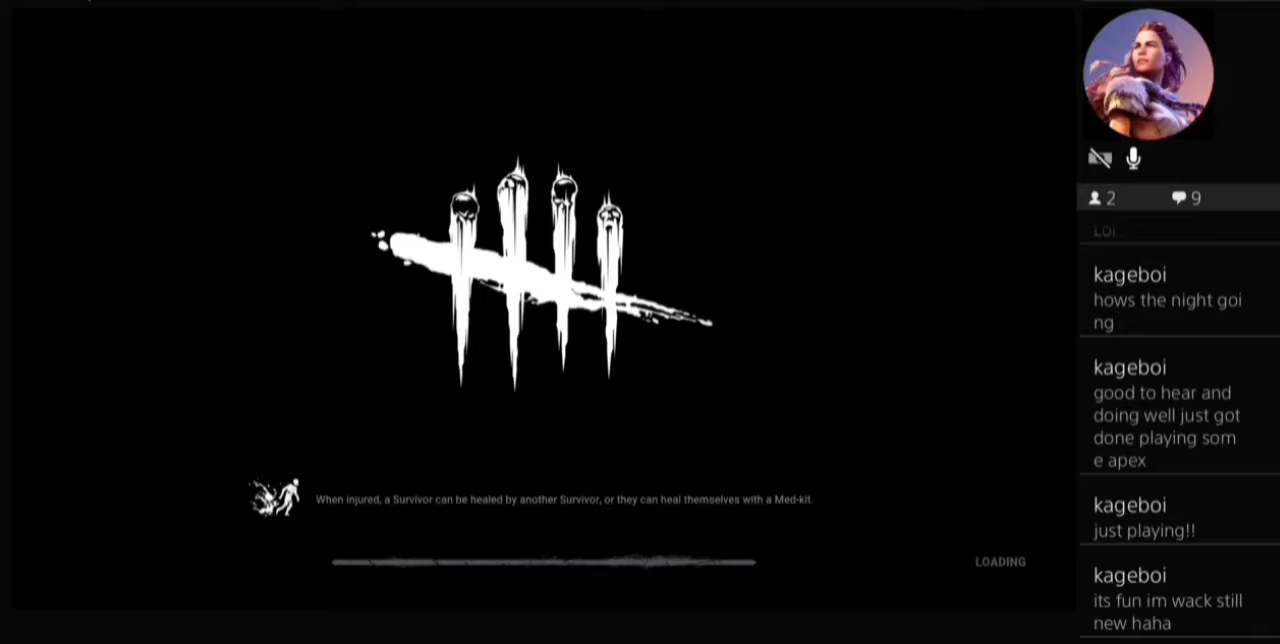 2 9
LOL
kageboi
hows the night goi
ng
kageboi
good to hear and
doing well just got
done playing som
e apex
kageboi
just playing!!
kageboi
its fun im wack still
new haha
When injured, a Survivor can be healed by another Survivor, or they can heal themselves with a Med-kit.
LOADING